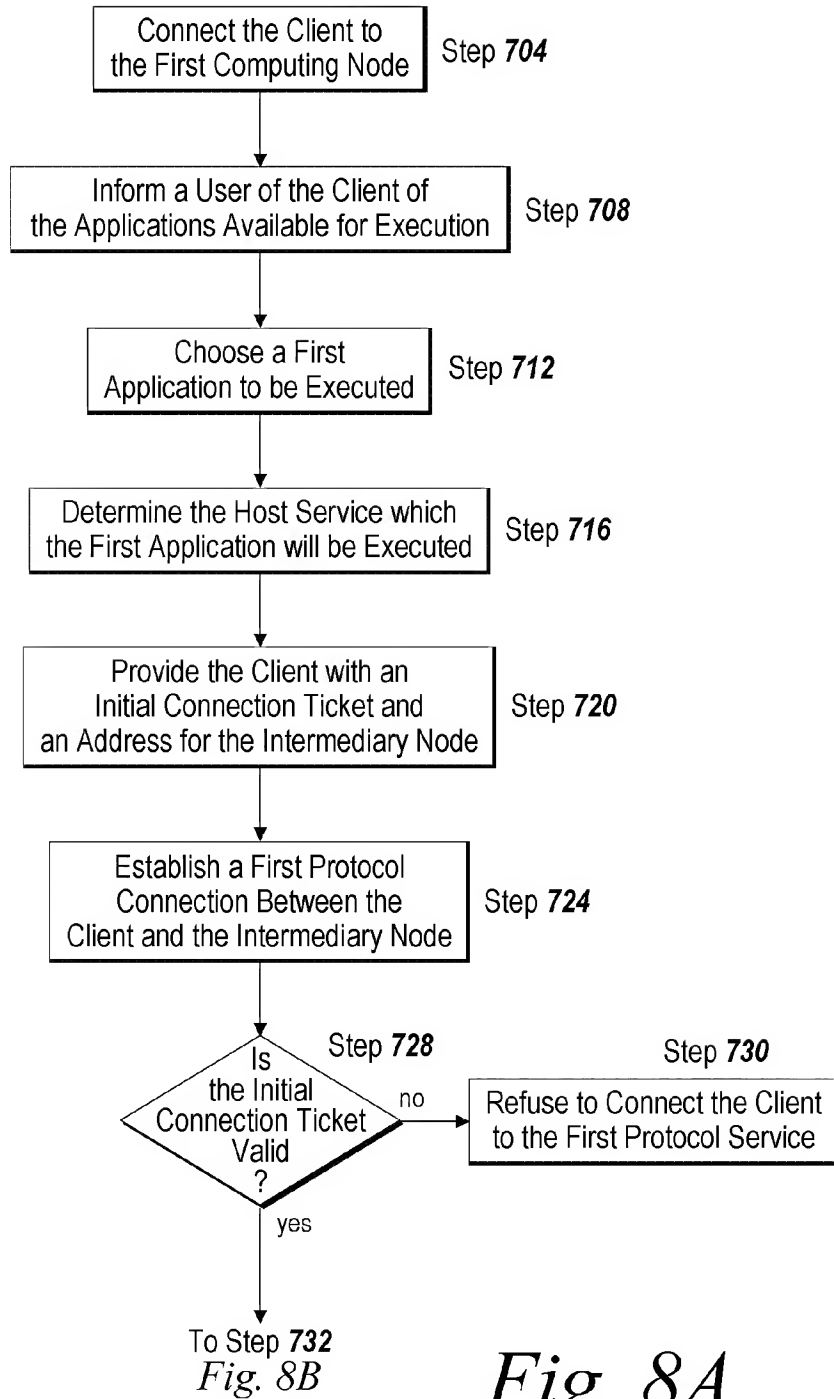 Connect the Client to
the First Computing Node
Step 704
Inform a User of the Client of
the Applications Available for Execution
Step 708
Choose a First
Application to be Executed
Step 712
Determine the Host Service which
the First Application will be Executed
Step 716
Provide the Client with an
Initial Connection Ticket and
an Address for the Intermediary Node
Step 720
Establish a First Protocol
Connection Between the
Client and the Intermediary Node
Step 724
Step 728
Is
the Initial
Connection Ticket
Valid
?
no
Step 730
Refuse to Connect the Client
to the First Protocol Service
yes
To Step 732
Fig. 8B
Fig. 8A